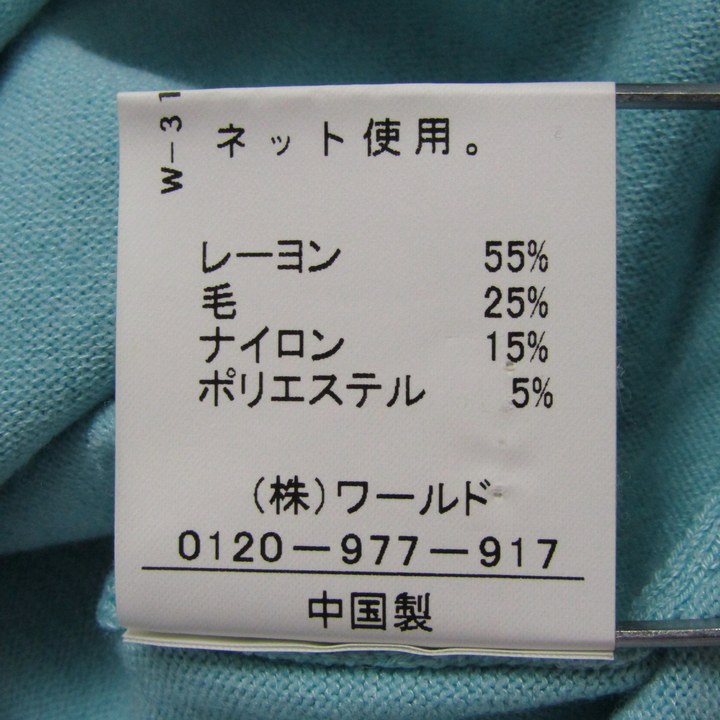 W-31
ネット使用。
レーヨン 55%
毛 25%
ナイロン 15%
ポリエステル 5%
(株)ワールド
0120-977-917
中国製